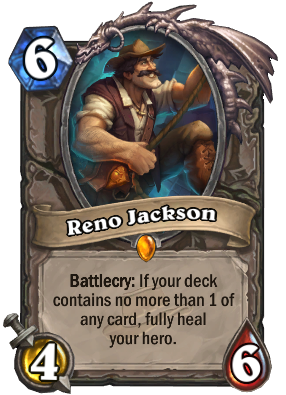 6
Reno Jackson
Battlecry: If your deck
contains no more than 1 of
any card, fully heal
your hero.
4
6